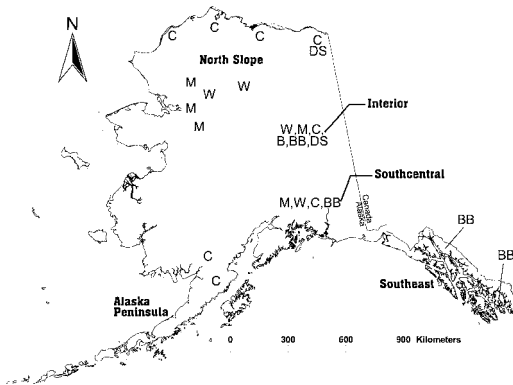 N
C
C
C
C
DS
North Slope
M
W
W
M
M
Interior
W,M,C,
B,BB,DS
Southcentral
M,W,C,BB
Canada
Alaska
BB
BB
C
C
Southeast
Alaska
Peninsula
0 300 600 900 Kilometers